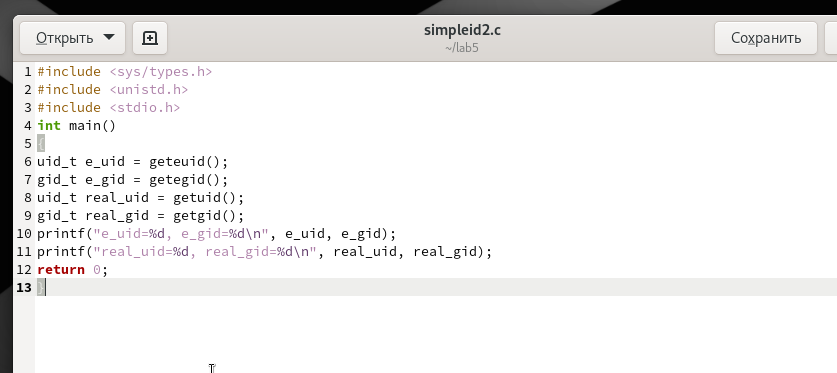 Открыть
simpleid2.c
~/lab5
Сохранить
1 #include <sys/types.h>
2 #include <unistd.h>
3 #include <stdio.h>
4 int main()
5 {
6 uid_t e_uid = geteuid();
7 gid_t e_gid = getegid();
8 uid_t real_uid = getuid();
9 gid_t real_gid = getgid();
10 printf("e_uid=%d, e_gid=%d\n", e_uid, e_gid);
11 printf("real_uid=%d, real_gid=%d\n", real_uid, real_gid);
12 return 0;
13 }